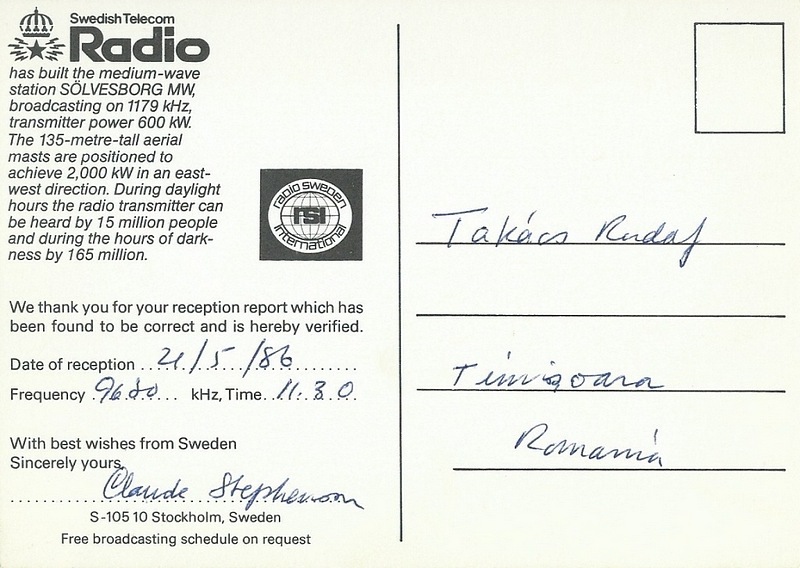 Swedish Telecom
Radio
has built the medium-wave
station SÖLVESBORG MW,
broadcasting on 1179 kHz,
transmitter power 600 kW.
The 135-metre-tall aerial
masts are positioned to
achieve 2,000 kW in an east-
west direction. During daylight
hours the radio transmitter can
be heard by 15 million people
and during the hours of dark-
ness by 165 million.
radio sweden
rsi
international
We thank you for your reception report which has
been found to be correct and is hereby verified.
Date of reception 21/5/86
Frequency 9630 kHz, Time 11.30
With best wishes from Sweden
Sincerely yours,
Claude Stephenson
S-105 10 Stockholm, Sweden
Free broadcasting schedule on request
Takács Rudolf
Timişoara
Romania